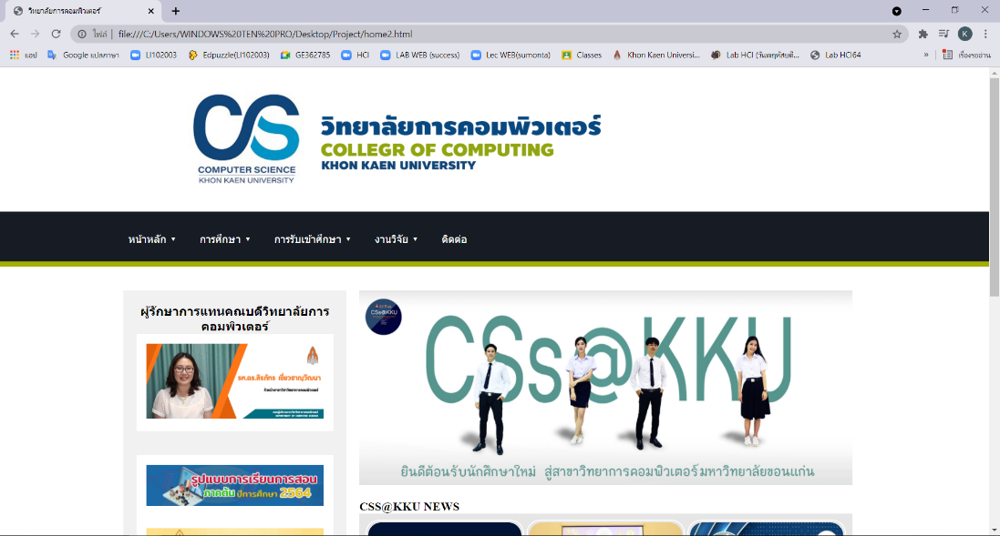 วิทยาลัยการคอมพิวเตอร์
ไฟล์ | file:///C:/Users/WINDOWS%20TEN%20PRO/Desktop/Project/home2.html
K
แอป Google แปลภาษา LI102003 Edpuzzle(LI102003) GE362785 HCI LAB WEB (success) Lec WEB(sumonta) Classes Khon Kaen Universi... Lab HCI (วันพฤหัสบดี... Lab HCI64 » เรื่องรออ่าน
CS
COMPUTER SCIENCE
KHON KAEN UNIVERSITY
วิทยาลัยการคอมพิวเตอร์
COLLEGR OF COMPUTING
KHON KAEN UNIVERSITY
หน้าหลัก ▼ การศึกษา ▼ การรับเข้าศึกษา ▼ งานวิจัย ▼ ติดต่อ
ผู้รักษาการแทนคณบดีวิทยาลัยการ
คอมพิวเตอร์
รศ.ดร.สิรภัทร เชี่ยวชาญวัฒนา
รูปแบบการเรียนการสอน
ภาคต้น ปีการศึกษา 2564
CSs@KKU
CSs@KKU
ยินดีต้อนรับนักศึกษาใหม่ สู่สาขาวิทยาการคอมพิวเตอร์ มหาวิทยาลัยขอนแก่น
CSS@KKU NEWS